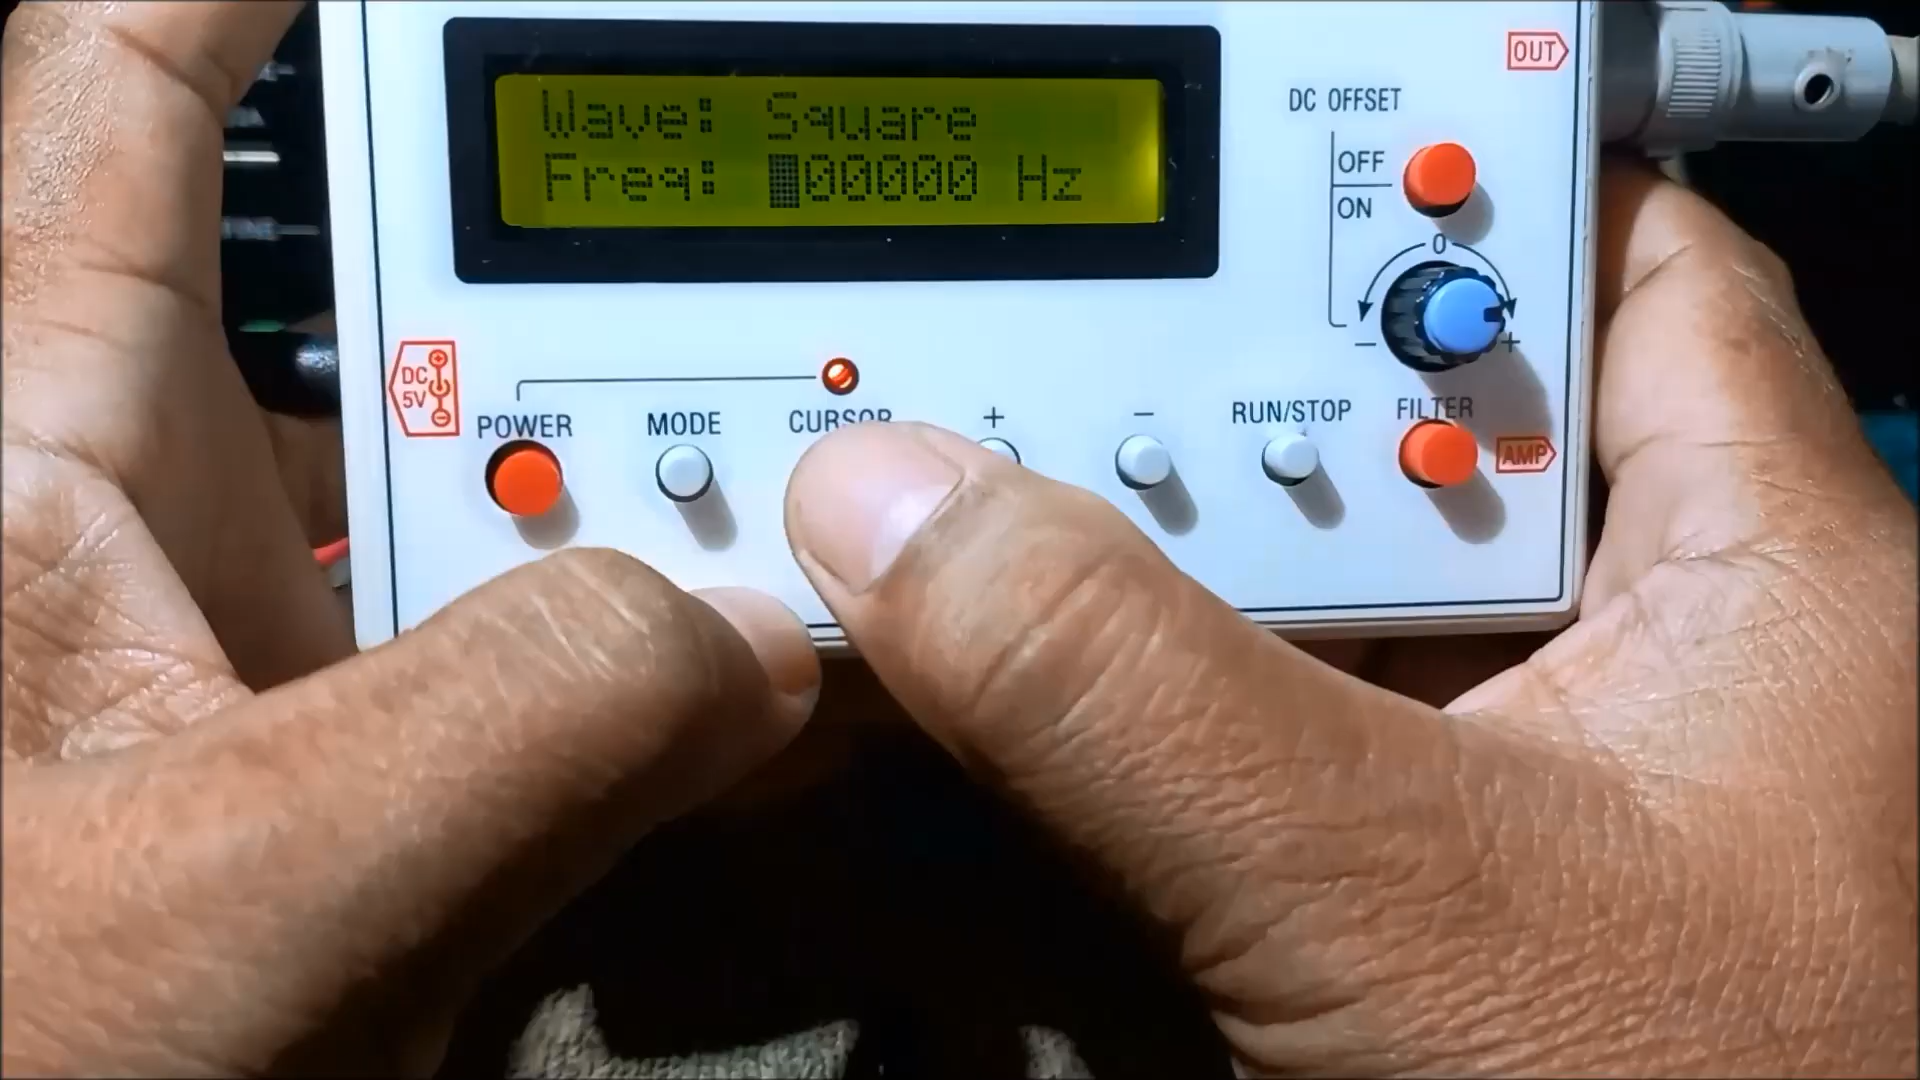 Wave: Square
Freq: 00000 Hz
OUT
DC OFFSET
OFF
ON
0
− +
DC
5V
POWER
MODE
CURSOR
+
−
RUN/STOP
FILTER
AMP